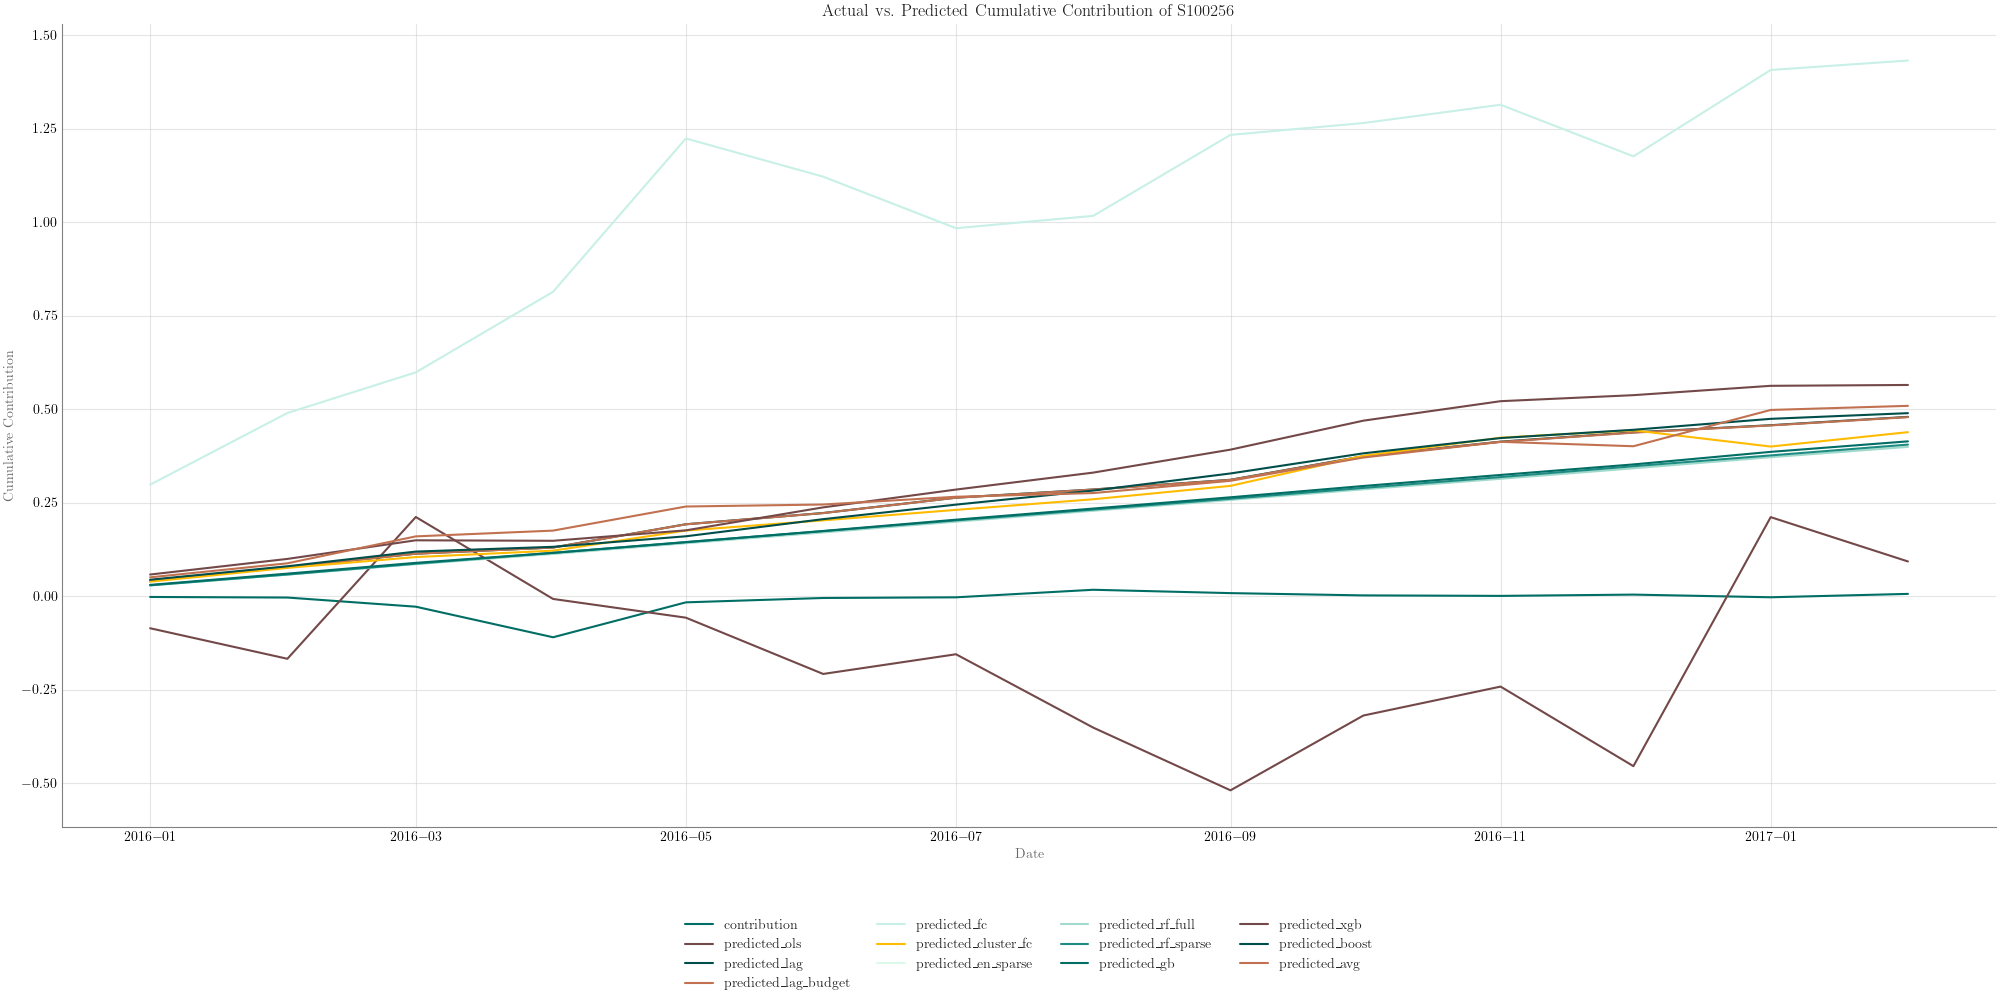 Actual vs. Predicted Cumulative Contribution of S100256
1.50
1.25
1.00
0.75
0.50
0.25
0.00
−0.25
−0.50
Cumulative Contribution
2016−01 2016−03 2016−05 2016−07 2016−09 2016−11 2017−01
Date
contribution predicted_fc predicted_rf_full predicted_xgb
predicted_ols predicted_cluster_fc predicted_rf_sparse predicted_boost
predicted_lag predicted_en_sparse predicted_gb predicted_avg
predicted_lag_budget